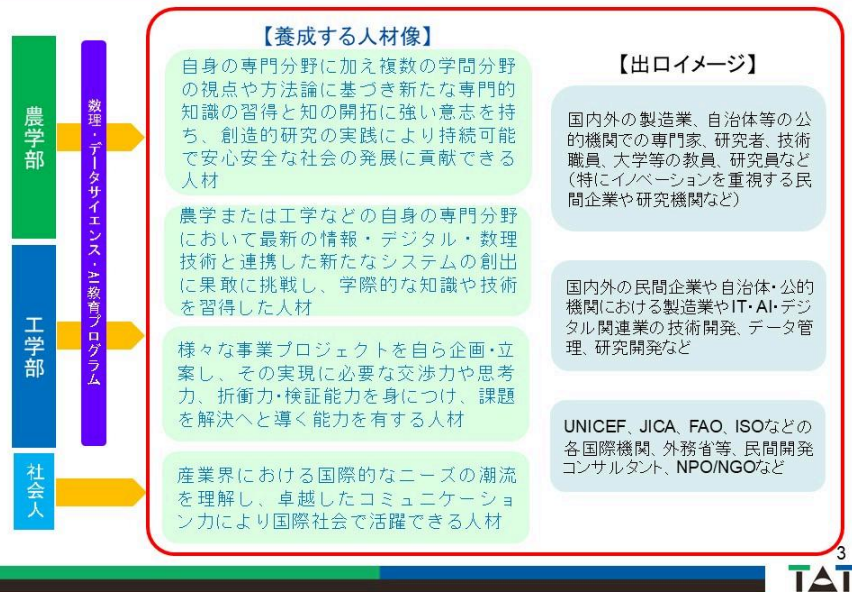 農学部
工学部
社会人
数理・データサイエンス・AI教育プログラム
【養成する人材像】
自身の専門分野に加え複数の学問分野
の視点や方法論に基づき新たな専門的
知識の習得と知の開拓に強い意志を持
ち、創造的研究の実践により持続可能
で安心安全な社会の発展に貢献できる
人材
農学または工学などの自身の専門分野
において最新の情報・デジタル・数理
技術と連携した新たなシステムの創出
に果敢に挑戦し、学際的な知識や技術
を習得した人材
様々な事業プロジェクトを自ら企画・立
案し、その実現に必要な交渉力や思考
力、折衝力・検証能力を身につけ、課題
を解決へと導く能力を有する人材
産業界における国際的なニーズの潮流
を理解し、卓越したコミュニケーショ
ン力により国際社会で活躍できる人材
【出口イメージ】
国内外の製造業、自治体等の公
的機関での専門家、研究者、技術
職員、大学等の教員、研究員など
（特にイノベーションを重視する民
間企業や研究機関など）
国内外の民間企業や自治体・公的
機関における製造業やIT・AI・デジ
タル関連業の技術開発、データ管
理、研究開発など
UNICEF、JICA、FAO、ISOなどの
各国際機関、外務省等、民間開発
コンサルタント、NPO/NGOなど
3
TAT